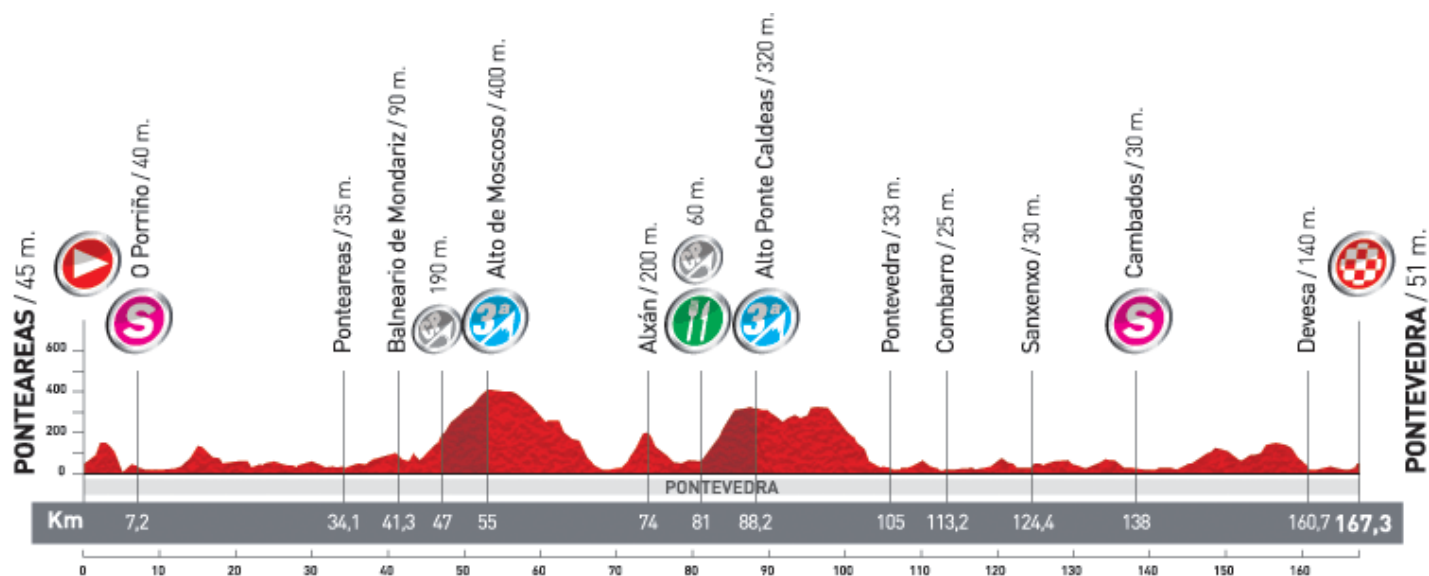 PONTEAREAS / 45 m.
S
O Porriño / 40 m.
Ponteareas / 35 m.
Balneario de Mondariz / 90 m.
CP
190 m.
3ª
Alto de Moscoso / 400 m.
Alxán / 200 m.
CP
60 m.
3ª
Alto Ponte Caldeas / 320 m.
Pontevedra / 33 m.
Combarro / 25 m.
Sanxenxo / 30 m.
S
Cambados / 30 m.
Devesa / 140 m.
PONTEVEDRA / 51 m.
600
400
200
0
PONTEVEDRA
Km 7,2 34,1 41,3 47 55 74 81 88,2 105 113,2 124,4 138 160,7 167,3
0 10 20 30 40 50 60 70 80 90 100 110 120 130 140 150 160